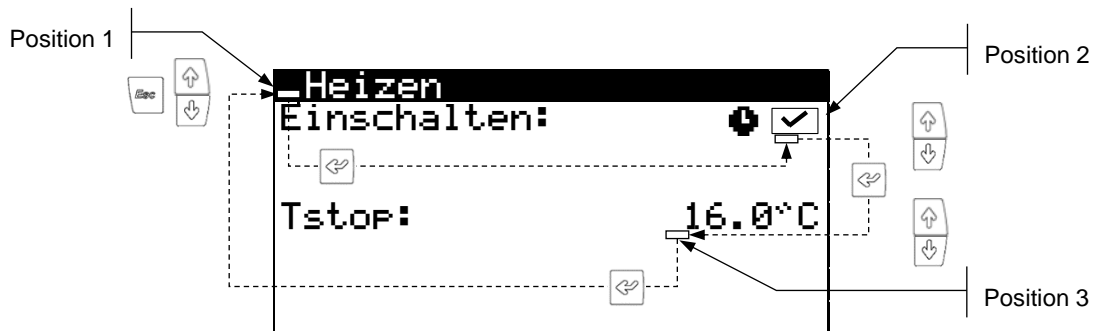 Position 1
Position 2
Esc
Heizen
Einschalten:
Tstop: 16.0°C
Position 3